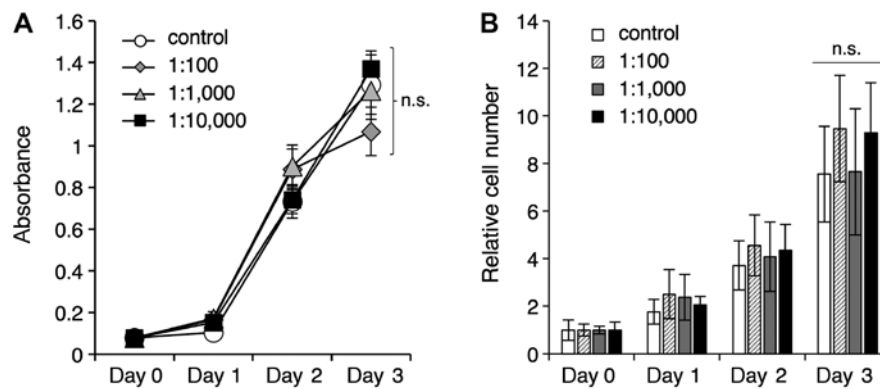 A
Absorbance
1.6
1.4
1.2
1
0.8
0.6
0.4
0.2
0
control
1:100
1:1,000
1:10,000
n.s.
Day 0 Day 1 Day 2 Day 3
B
Relative cell number
14
12
10
8
6
4
2
0
control
1:100
1:1,000
1:10,000
n.s.
Day 0 Day 1 Day 2 Day 3